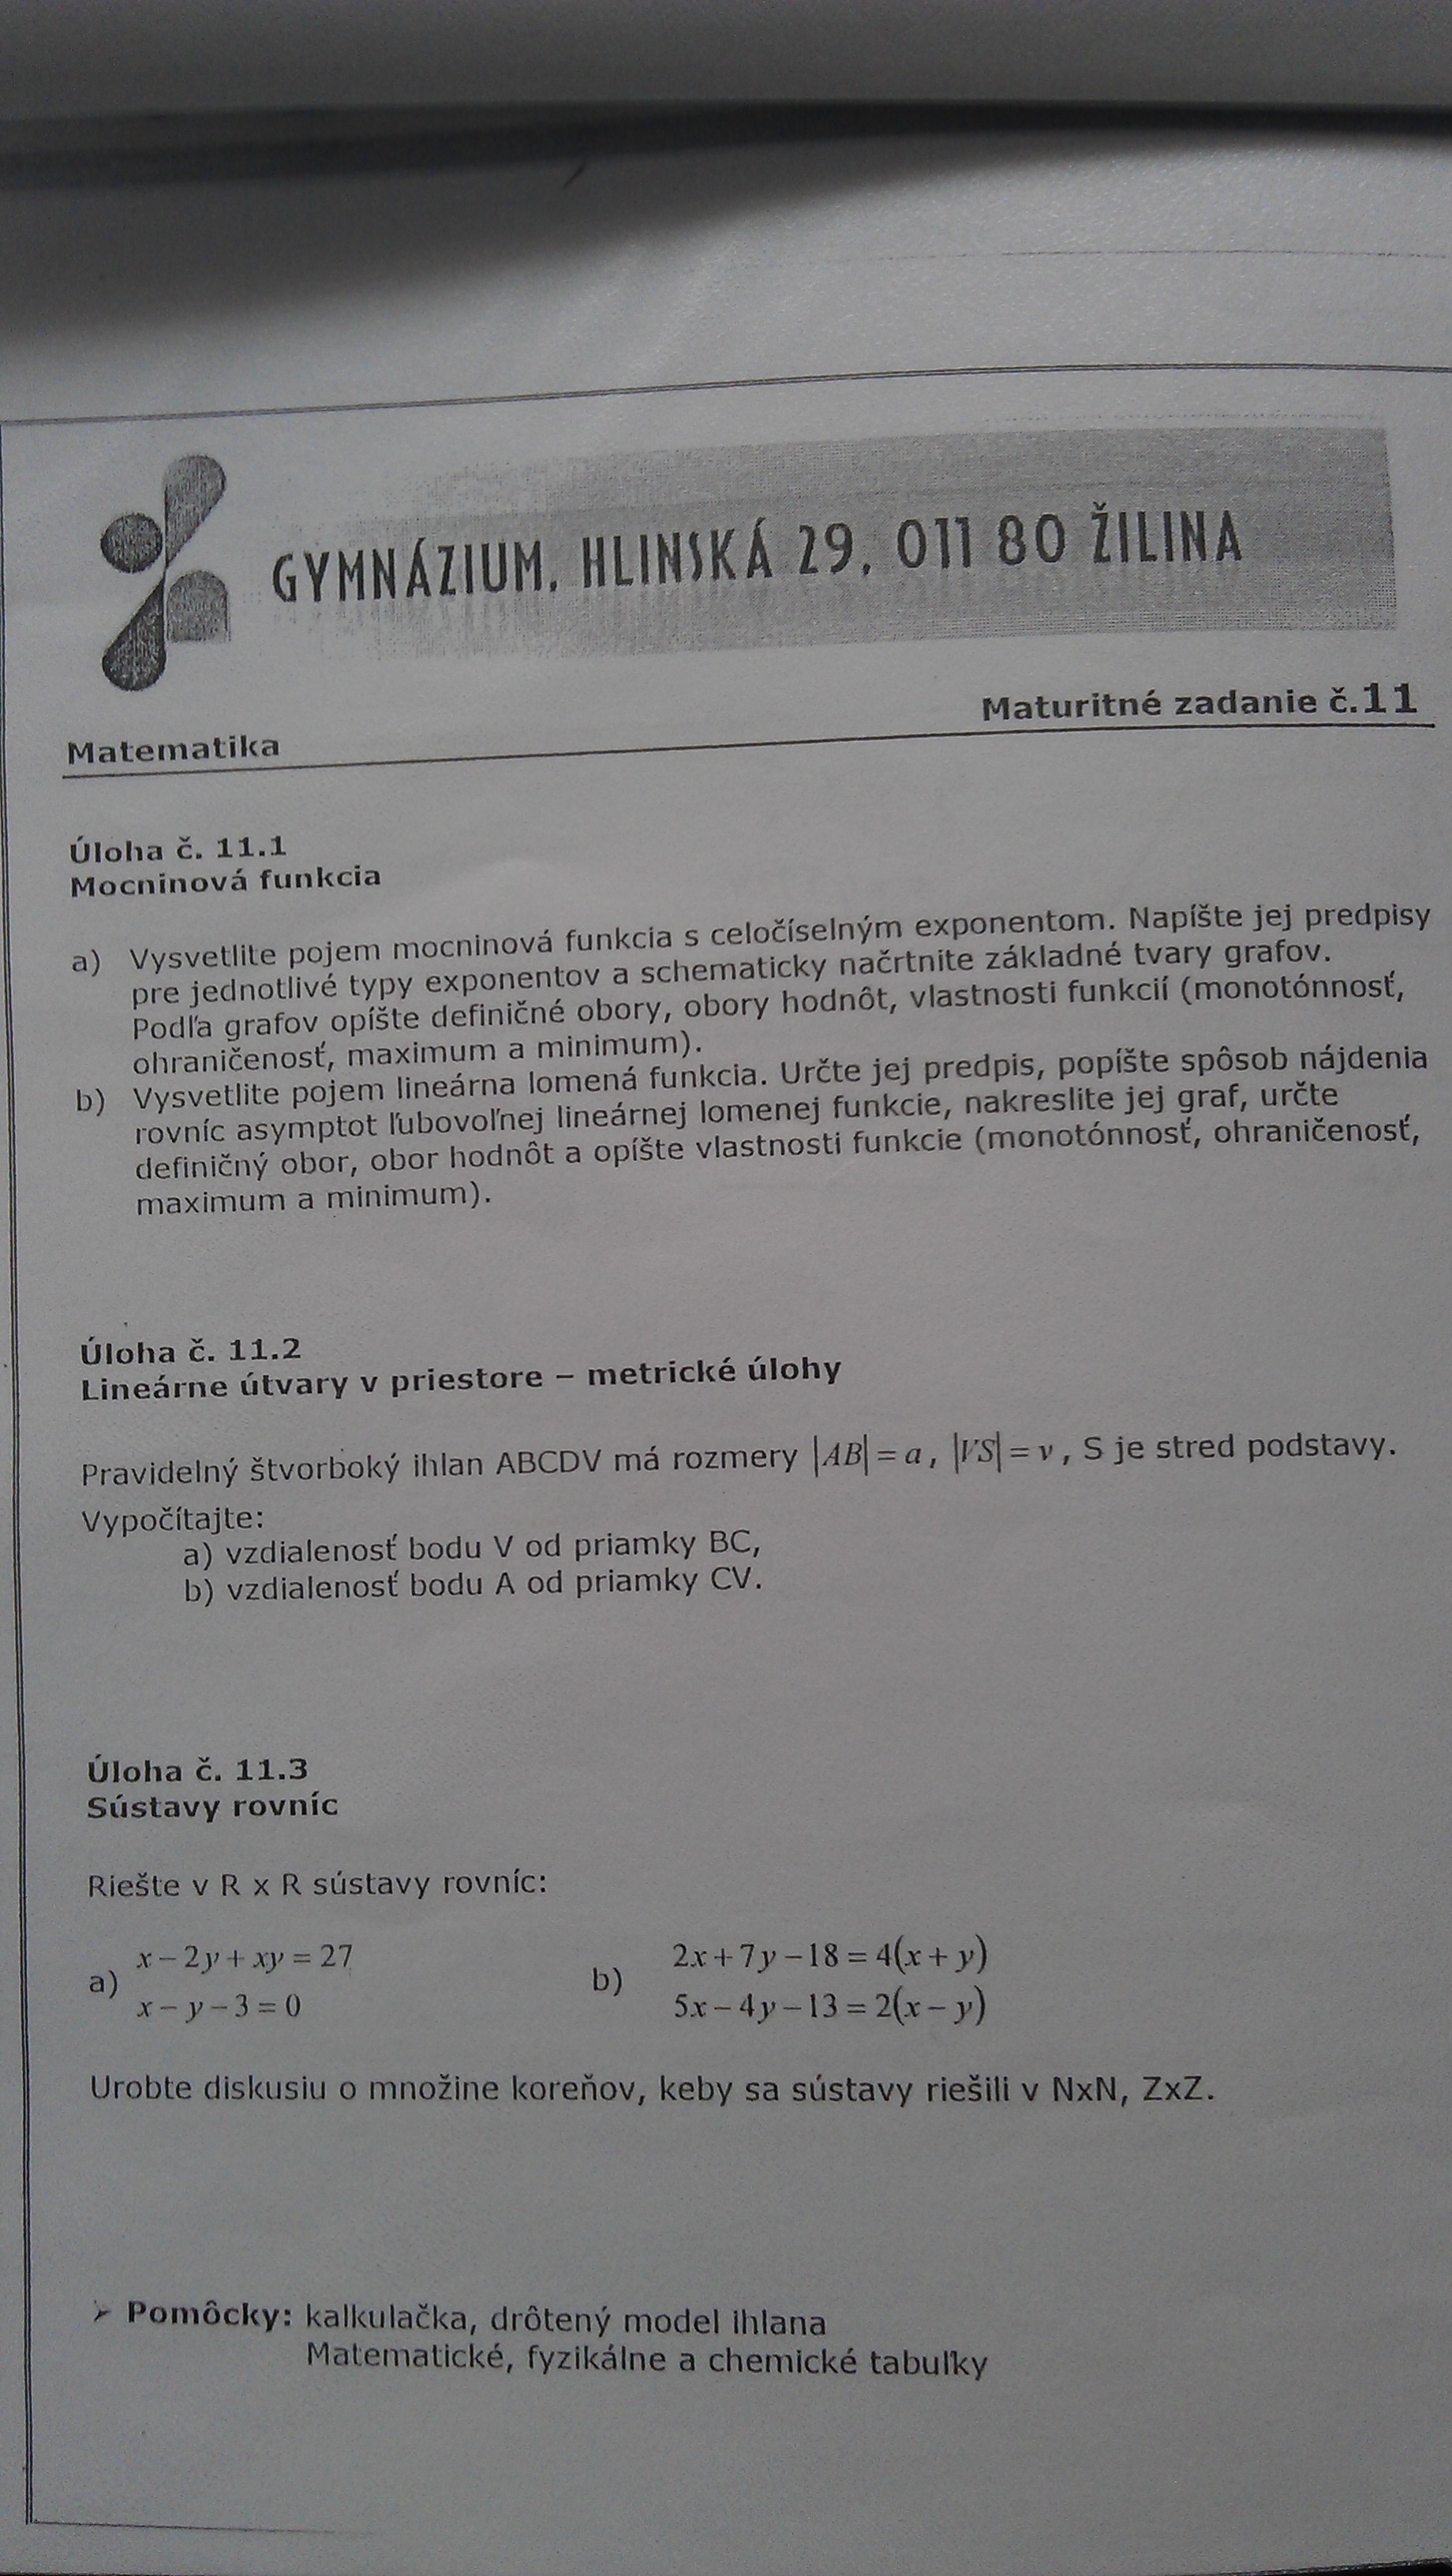 GYMNÁZIUM, HLINSKÁ 29, 011 80 ŽILINA
Maturitné zadanie č.11
Matematika
Úloha č. 11.1
Mocninová funkcia
a) Vysvetlite pojem mocninová funkcia s celočíselným exponentom. Napíšte jej predpisy
pre jednotlivé typy exponentov a schematicky načrtnite základné tvary grafov.
Podľa grafov opíšte definičné obory, obory hodnôt, vlastnosti funkcií (monotónnosť,
ohraničenosť, maximum a minimum).
b) Vysvetlite pojem lineárna lomená funkcia. Určte jej predpis, popíšte spôsob nájdenia
rovníc asymptot ľubovoľnej lineárnej lomenej funkcie, nakreslite jej graf, určte
definičný obor, obor hodnôt a opíšte vlastnosti funkcie (monotónnosť, ohraničenosť,
maximum a minimum).
Úloha č. 11.2
Lineárne útvary v priestore – metrické úlohy
Pravidelný štvorboký ihlan ABCDV má rozmery |AB| = a, |VS| = v, S je stred podstavy.
Vypočítajte:
a) vzdialenosť bodu V od priamky BC,
b) vzdialenosť bodu A od priamky CV.
Úloha č. 11.3
Sústavy rovníc
Riešte v R x R sústavy rovníc:
a) x – 2y + xy = 27
x – y – 3 = 0
b) 2x + 7y – 18 = 4(x + y)
5x – 4y – 13 = 2(x – y)
Urobte diskusiu o množine koreňov, keby sa sústavy riešili v NxN, ZxZ.
➢ Pomôcky: kalkulačka, drôtený model ihlana
Matematické, fyzikálne a chemické tabuľky